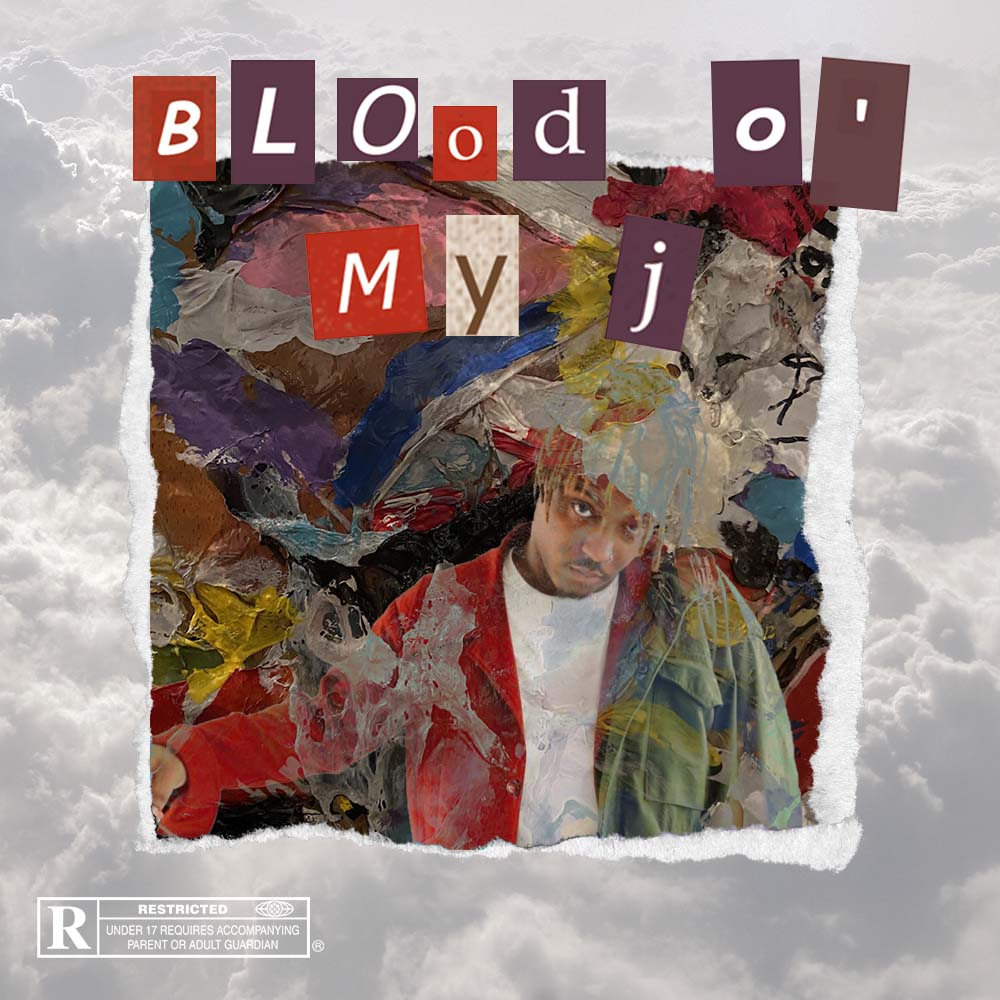 BLOod o'
My j
R
RESTRICTED
UNDER 17 REQUIRES ACCOMPANYING
PARENT OR ADULT GUARDIAN ®